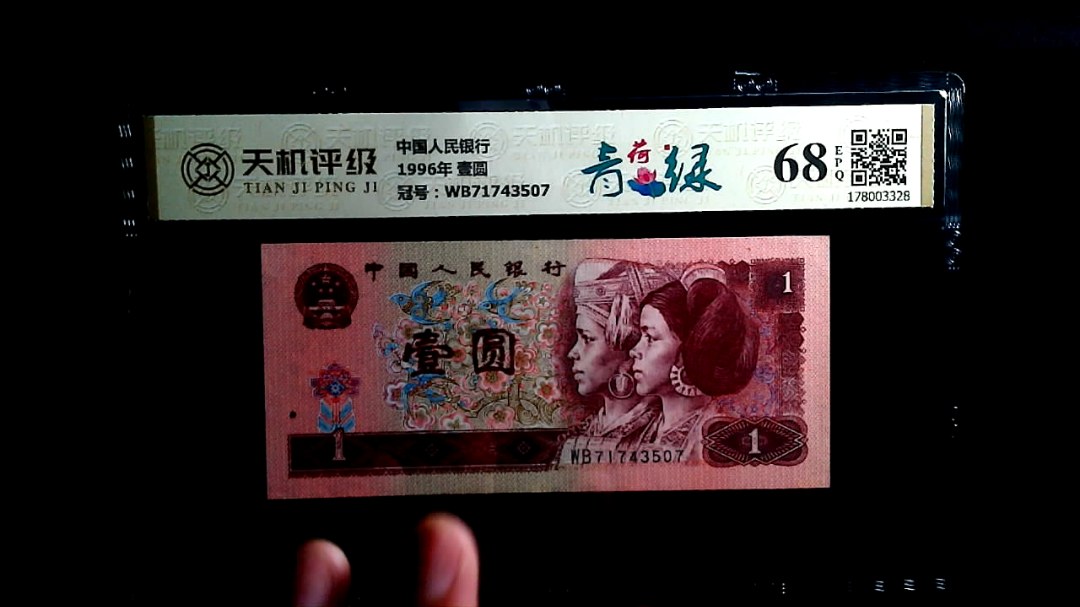 天机评级
TIAN JI PING JI
中国人民银行
1996年 壹圆
冠号：WB71743507
青荷绿
68
EPQ
178003328
中国人民银行
1
壹圆
1
WB71743507
1